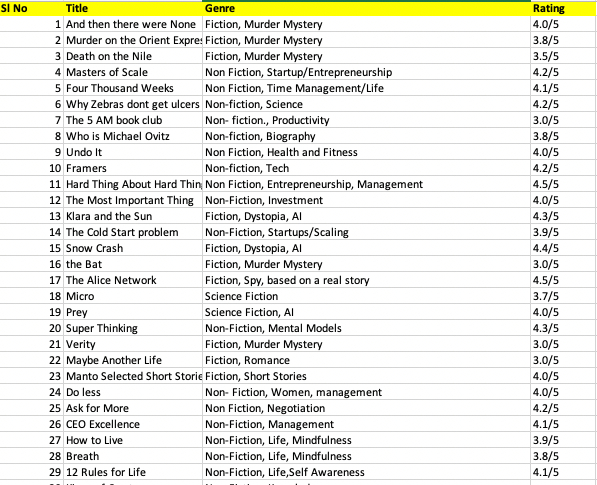 Sl No Title Genre Rating
1 And then there were None Fiction, Murder Mystery 4.0/5
2 Murder on the Orient Expres Fiction, Murder Mystery 3.8/5
3 Death on the Nile Fiction, Murder Mystery 3.5/5
4 Masters of Scale Non Fiction, Startup/Entrepreneurship 4.2/5
5 Four Thousand Weeks Non Fiction, Time Management/Life 4.1/5
6 Why Zebras dont get ulcers Non-fiction, Science 4.2/5
7 The 5 AM book club Non- fiction., Productivity 3.0/5
8 Who is Michael Ovitz Non-fiction, Biography 3.8/5
9 Undo It Non Fiction, Health and Fitness 4.0/5
10 Framers Non-fiction, Tech 4.2/5
11 Hard Thing About Hard Thin Non Fiction, Entrepreneurship, Management 4.5/5
12 The Most Important Thing Non-Fiction, Investment 4.0/5
13 Klara and the Sun Fiction, Dystopia, AI 4.3/5
14 The Cold Start problem Non-Fiction, Startups/Scaling 3.9/5
15 Snow Crash Fiction, Dystopia, AI 4.4/5
16 the Bat Fiction, Murder Mystery 3.0/5
17 The Alice Network Fiction, Spy, based on a real story 4.5/5
18 Micro Science Fiction 3.7/5
19 Prey Science Fiction, AI 4.0/5
20 Super Thinking Non-Fiction, Mental Models 4.3/5
21 Verity Fiction, Murder Mystery 3.0/5
22 Maybe Another Life Fiction, Romance 3.0/5
23 Manto Selected Short Storie Fiction, Short Stories 4.0/5
24 Do less Non- Fiction, Women, management 4.0/5
25 Ask for More Non Fiction, Negotiation 4.2/5
26 CEO Excellence Non-Fiction, Management 4.1/5
27 How to Live Non-Fiction, Life, Mindfulness 3.9/5
28 Breath Non-Fiction, Life, Mindfulness 3.8/5
29 12 Rules for Life Non-Fiction, Life,Self Awareness 4.1/5